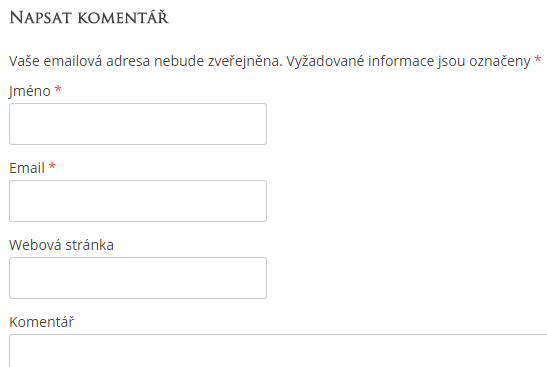 Napsat komentář
Vaše emailová adresa nebude zveřejněna. Vyžadované informace jsou označeny *
Jméno *
Email *
Webová stránka
Komentář